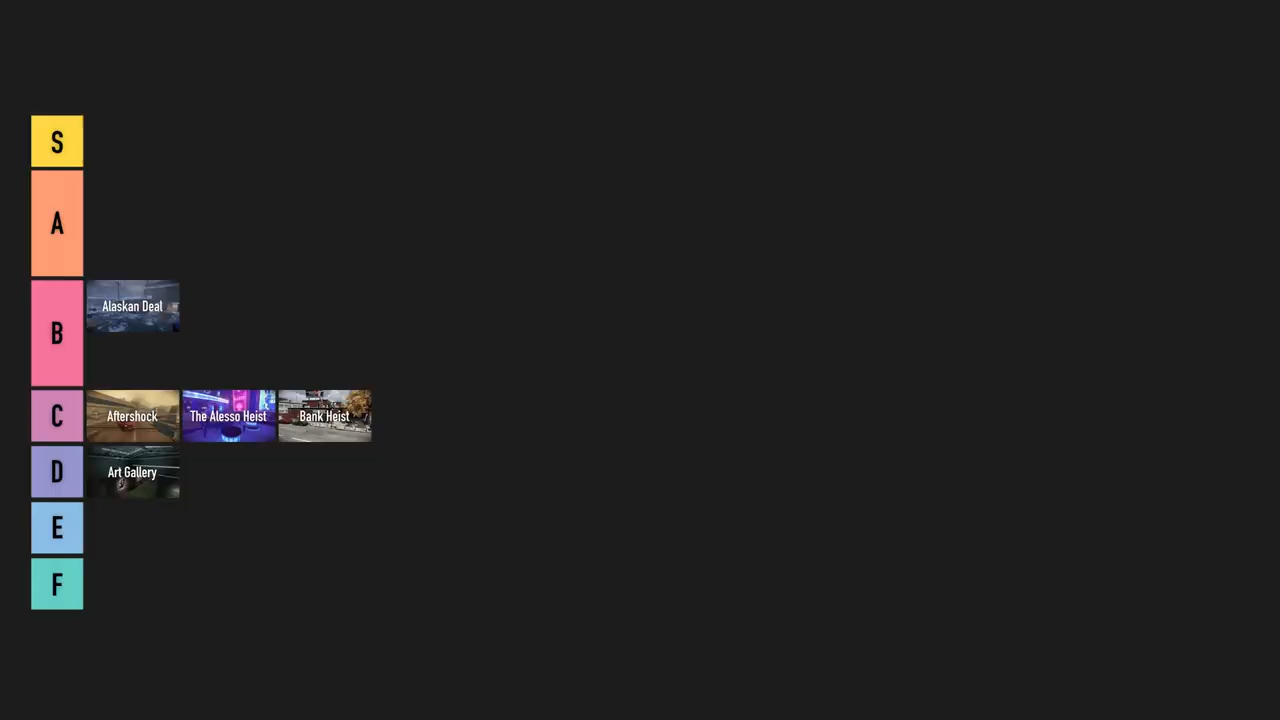 S
A
B
Alaskan Deal
C
Aftershock
The Alesso Heist
Bank Heist
D
Art Gallery
E
F